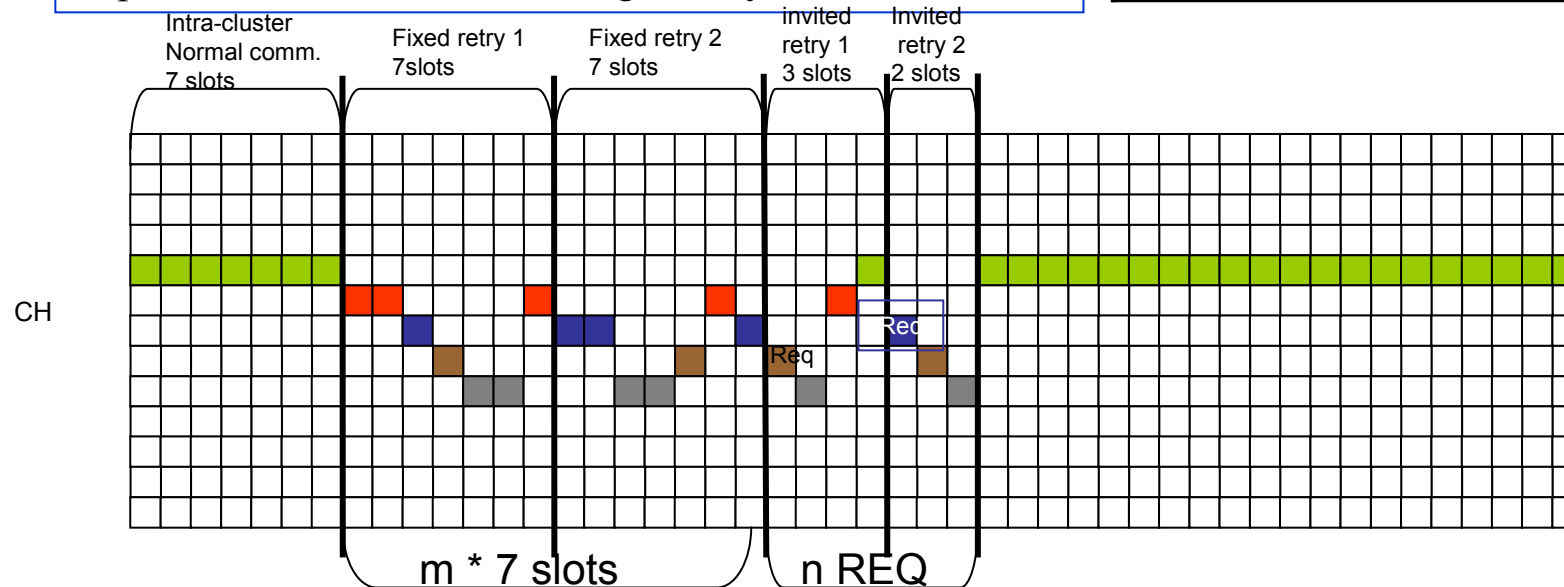 Intra-cluster
Normal comm.
7 slots
Fixed retry 1
7slots
Fixed retry 2
7 slots
invited
retry 1
3 slots
Invited
retry 2
2 slots
CH
Req
Req
m * 7 slots
n REQ